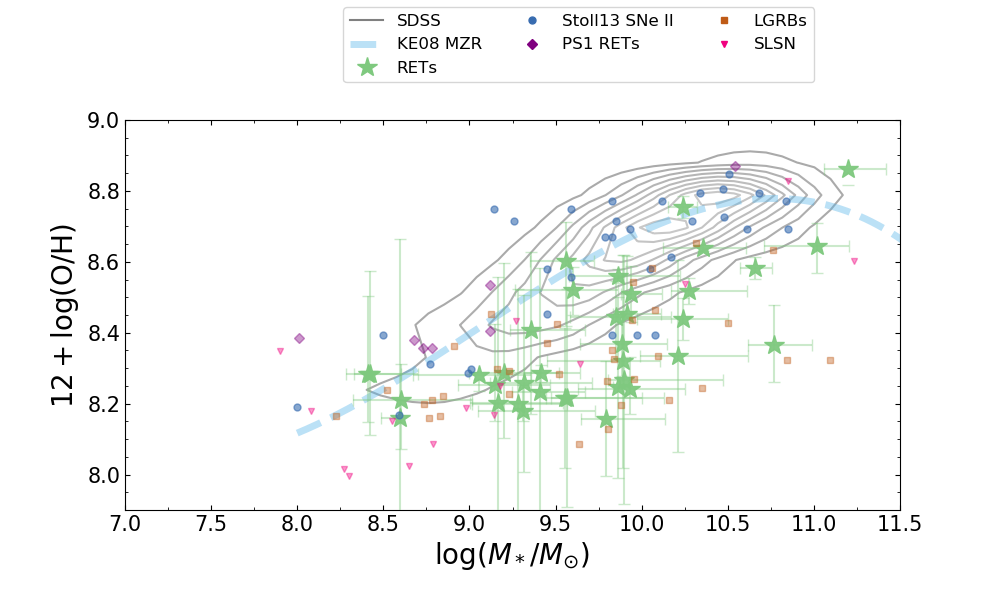 SDSS Stoll13 SNe II LGRBs
KE08 MZR PS1 RETs SLSN
RETs
9.0
8.8
8.6
8.4
8.2
8.0
12 + log(O/H)
7.0 7.5 8.0 8.5 9.0 9.5 10.0 10.5 11.0 11.5
log(M*/M⊙)